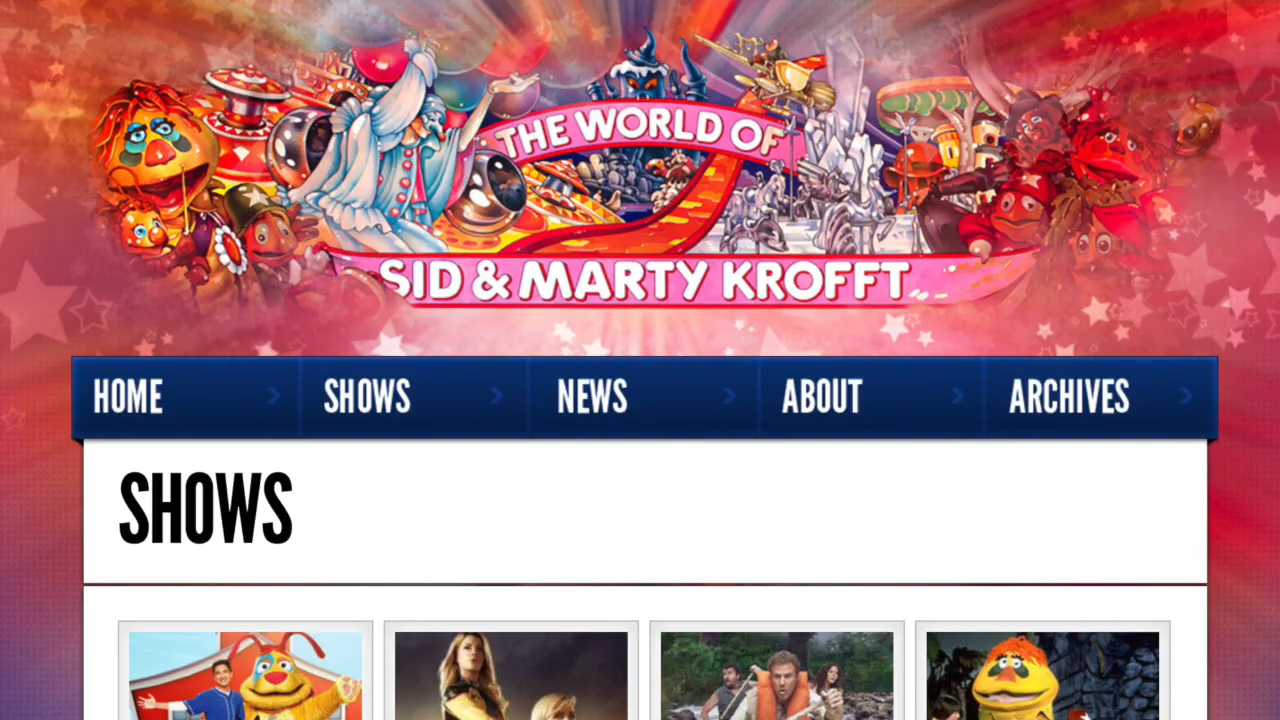 THE WORLD OF
SID & MARTY KROFFT
HOME
SHOWS
NEWS
ABOUT
ARCHIVES
SHOWS